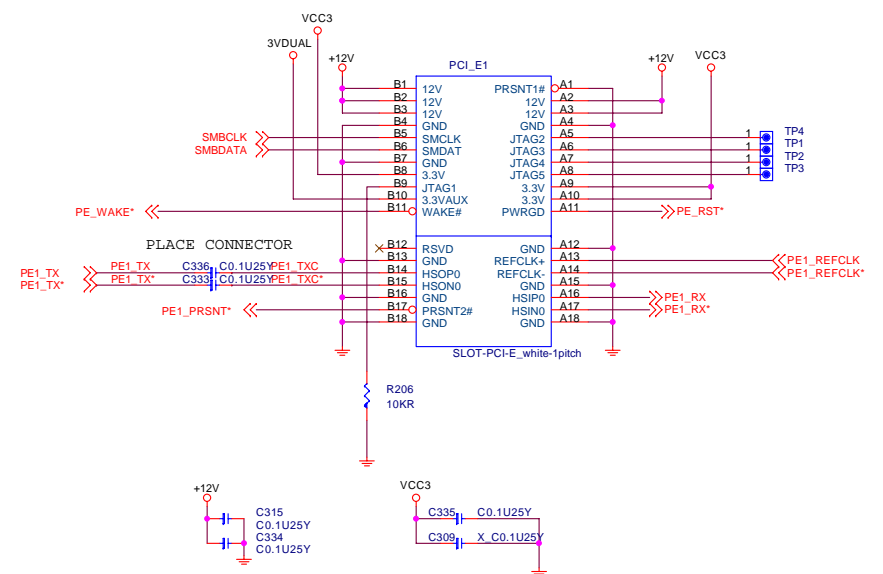 VCC3
3VDUAL
+12V
PCI_E1
+12V
VCC3
B1 12V PRSNT1# A1
B2 12V 12V A2
B3 12V 12V A3
B4 GND GND A4
SMBCLK B5 SMCLK JTAG2 A5 1 TP4
SMBDATA B6 SMDAT JTAG3 A6 1 TP1
B7 GND JTAG4 A7 1 TP2
B8 3.3V JTAG5 A8 1 TP3
B9 JTAG1 3.3V A9
B10 3.3VAUX 3.3V A10
PE_WAKE* B11 WAKE# PWRGD A11 PE_RST*
PLACE CONNECTOR
B12 RSVD GND A12
B13 GND REFCLK+ A13 PE1_REFCLK
PE1_TX PE1_TX C336 C0.1U25Y PE1_TXC B14 HSOP0 REFCLK- A14 PE1_REFCLK*
PE1_TX* PE1_TX* C333 C0.1U25Y PE1_TXC* B15 HSON0 GND A15
B16 GND HSIP0 A16 PE1_RX
PE1_PRSNT* B17 PRSNT2# HSIN0 A17 PE1_RX*
B18 GND GND A18
SLOT-PCI-E_white-1pitch
R206
10KR
+12V
C315
C0.1U25Y
C334
C0.1U25Y
VCC3
C335 C0.1U25Y
C309 X_C0.1U25Y